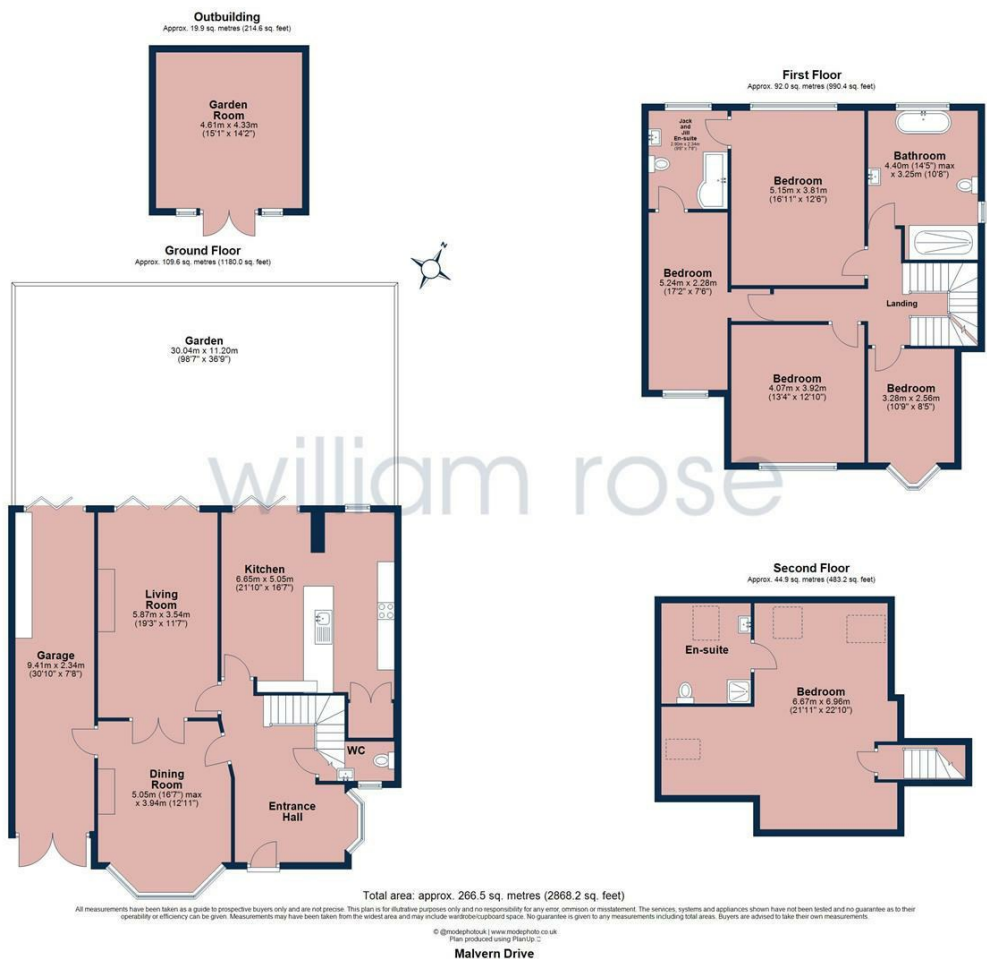 Outbuilding
Approx. 19.9 sq. metres (214.6 sq. feet)
Garden
Room
4.61m x 4.33m
(15'1" x 14'2")
Ground Floor
Approx. 109.6 sq. metres (1180.0 sq. feet)
N
Garden
30.04m x 11.20m
(98'7" x 36'9")
william rose
Kitchen
6.65m x 5.05m
(21'10" x 16'7")
Living
Room
5.87m x 3.54m
(19'3" x 11'7")
Garage
9.41m x 2.34m
(30'10" x 7'8")
WC
Dining
Room
5.05m (16'7") max
x 3.94m (12'11")
Entrance
Hall
First Floor
Approx. 92.0 sq. metres (990.4 sq. feet)
Jack
and
Jill
En-suite
Bathroom
4.40m (14'5") max
x 3.25m (10'8")
Bedroom
5.15m x 3.81m
(16'11" x 12'6")
Bedroom
5.24m x 2.28m
(17'2" x 7'6")
Landing
Bedroom
4.07m x 3.92m
(13'4" x 12'10")
Bedroom
3.28m x 2.56m
(10'9" x 8'5")
Second Floor
Approx. 44.9 sq. metres (483.2 sq. feet)
En-suite
Bedroom
6.67m x 6.96m
(21'11" x 22'10")
Total area: approx. 266.5 sq. metres (2868.2 sq. feet)
All measurements have been taken as a guide to prospective buyers only and are not precise. This plan is for illustrative purposes only and no responsibility for any error, ommison or misstatement. The services, systems and appliances shown have not been tested and no guarantee as to their
operability or efficiency can be given. Measurements may have been taken from the widest area and may include wardrobe/cupboard space. No guarantee is given to any measurements including total areas. Buyers are advised to take their own measurements.
© @modephotouk | www.modephoto.co.uk
Plan produced using PlanUp.
Malvern Drive